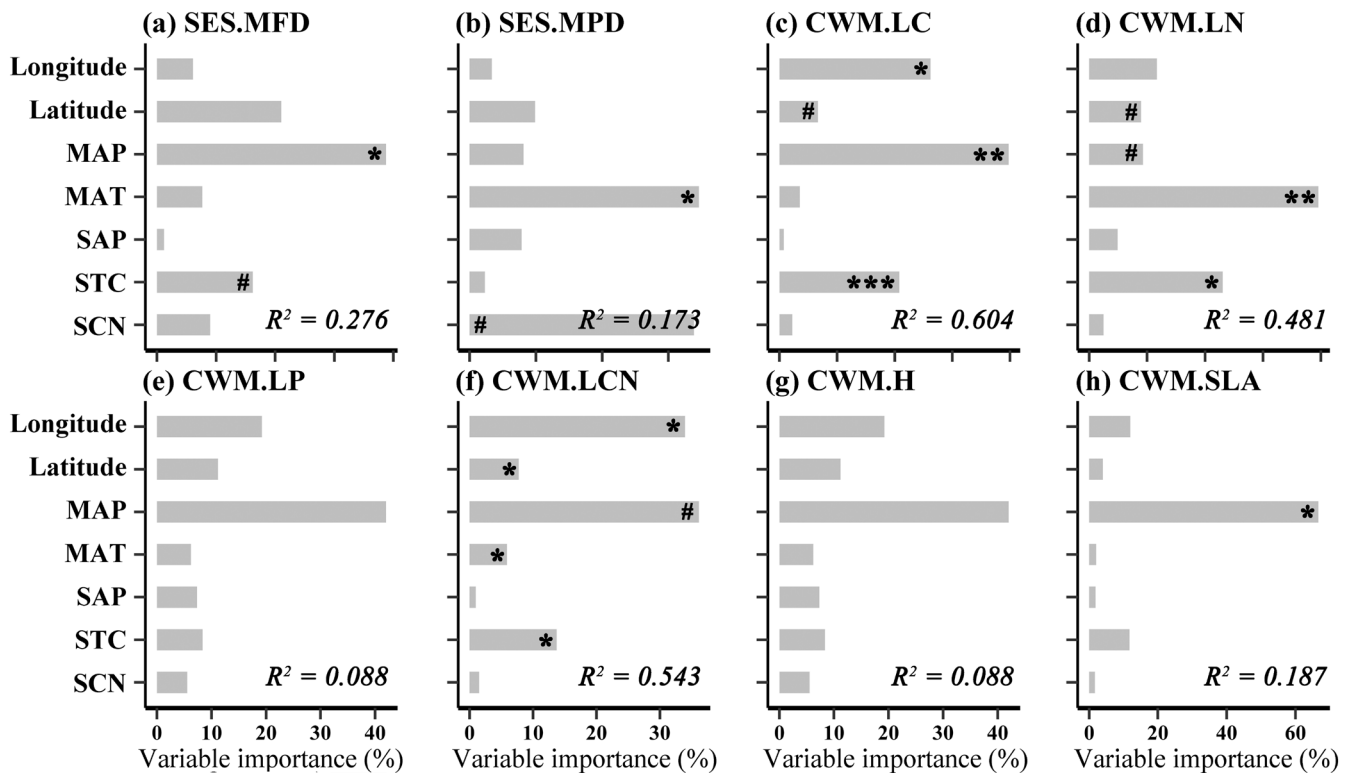 (a) SES.MFD (b) SES.MPD (c) CWM.LC (d) CWM.LN
Longitude *
Latitude # #
MAP * ** #
MAT * **
SAP
STC # *** *
SCN R² = 0.276 # R² = 0.173 R² = 0.604 R² = 0.481
(e) CWM.LP (f) CWM.LCN (g) CWM.H (h) CWM.SLA
Longitude *
Latitude *
MAP # *
MAT *
SAP
STC *
SCN R² = 0.088 R² = 0.543 R² = 0.088 R² = 0.187
0 10 20 30 40 0 10 20 30 0 10 20 30 40 0 20 40 60
Variable importance (%) Variable importance (%) Variable importance (%) Variable importance (%)